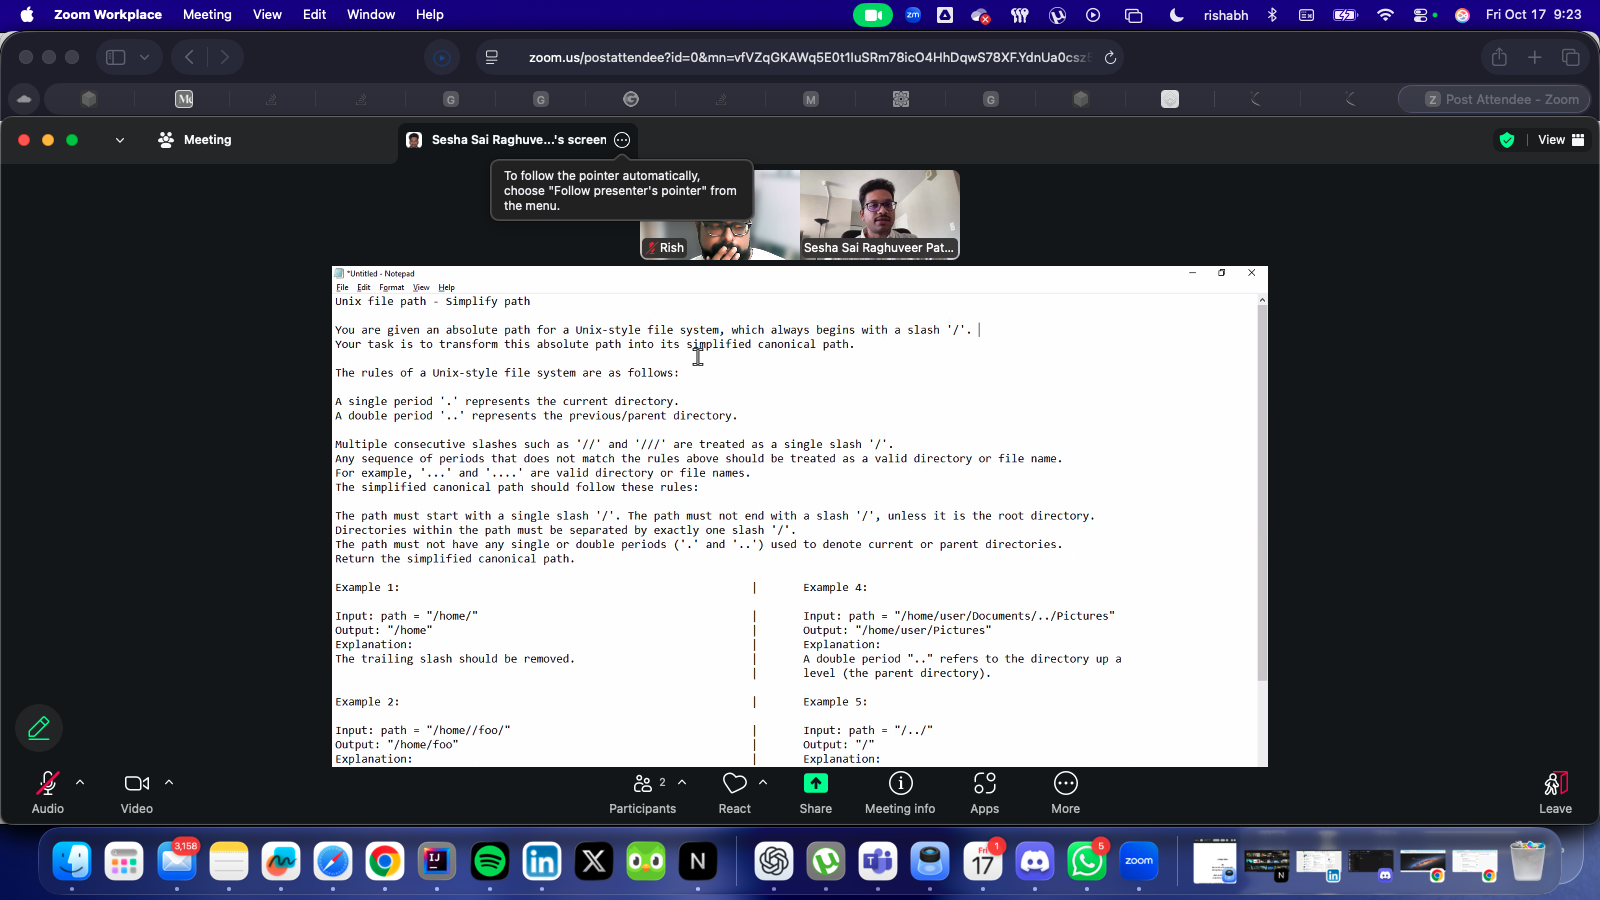 Zoom Workplace Meeting View Edit Window Help
zm
rishabh
Fri Oct 17 9:23
zoom.us/postattendee?id=0&mn=
Post Attendee - Zoom
Meeting
Sesha Sai Raghuve...'s screen
View
To follow the pointer automatically,
choose "Follow presenter's pointer" from
the menu.
Rish
Sesha Sai Raghuveer Pat...
*Untitled - Notepad
File Edit Format View Help
Unix file path - Simplify path
You are given an absolute path for a Unix-style file system, which always begins with a slash '/'.
Your task is to transform this absolute path into its simplified canonical path.
The rules of a Unix-style file system are as follows:
A single period '.' represents the current directory.
A double period '..' represents the previous/parent directory.
Multiple consecutive slashes such as '//' and '///' are treated as a single slash '/'.
Any sequence of periods that does not match the rules above should be treated as a valid directory or file name.
For example, '...' and '....' are valid directory or file names.
The simplified canonical path should follow these rules:
The path must start with a single slash '/'. The path must not end with a slash '/', unless it is the root directory.
Directories within the path must be separated by exactly one slash '/'.
The path must not have any single or double periods ('.' and '..') used to denote current or parent directories.
Return the simplified canonical path.
Example 1: | Example 4:
Input: path = "/home/" | Input: path = "/home/user/Documents/../Pictures"
Output: "/home" | Output: "/home/user/Pictures"
Explanation: | Explanation:
The trailing slash should be removed. | A double period ".." refers to the directory up a
| level (the parent directory).
Example 2: | Example 5:
Input: path = "/home//foo/" | Input: path = "/../"
Output: "/home/foo" | Output: "/"
Explanation: | Explanation:
Audio
Video
2
Participants
React
Share
Meeting info
Apps
More
Leave
3,158
IJ
in
X
N
1
Fri
17
5
zoom